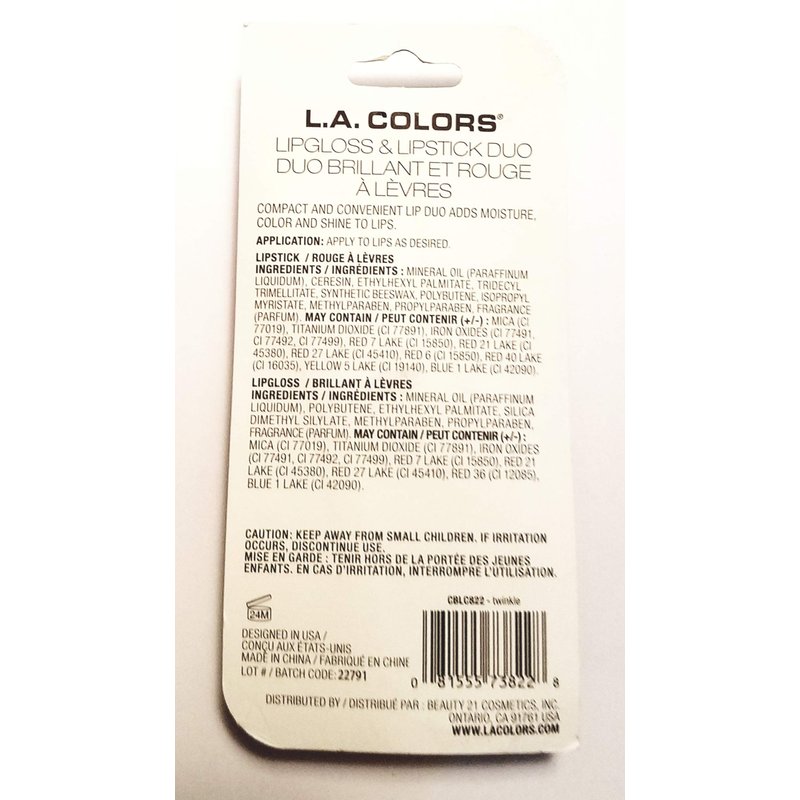 L.A. COLORS®
LIPGLOSS & LIPSTICK DUO
DUO BRILLANT ET ROUGE
À LÈVRES
COMPACT AND CONVENIENT LIP DUO ADDS MOISTURE,
COLOR AND SHINE TO LIPS.
APPLICATION: APPLY TO LIPS AS DESIRED.
LIPSTICK / ROUGE À LÈVRES
INGREDIENTS / INGRÉDIENTS : MINERAL OIL (PARAFFINUM
LIQUIDUM), CERESIN, ETHYLHEXYL PALMITATE, TRIDECYL
TRIMELLITATE, SYNTHETIC BEESWAX, POLYBUTENE, ISOPROPYL
MYRISTATE, METHYLPARABEN, PROPYLPARABEN, FRAGRANCE
(PARFUM). MAY CONTAIN / PEUT CONTENIR (+/-) : MICA (CI
77019), TITANIUM DIOXIDE (CI 77891), IRON OXIDES (CI 77491,
CI 77492, CI 77499), RED 7 LAKE (CI 15850), RED 21 LAKE (CI
45380), RED 27 LAKE (CI 45410), RED 6 (CI 15850), RED 40 LAKE
(CI 16035), YELLOW 5 LAKE (CI 19140), BLUE 1 LAKE (CI 42090).
LIPGLOSS / BRILLANT À LÈVRES
INGREDIENTS / INGRÉDIENTS : MINERAL OIL (PARAFFINUM
LIQUIDUM), POLYBUTENE, ETHYLHEXYL PALMITATE, SILICA
DIMETHYL SILYLATE, METHYLPARABEN, PROPYLPARABEN,
FRAGRANCE (PARFUM). MAY CONTAIN / PEUT CONTENIR (+/-) :
MICA (CI 77019), TITANIUM DIOXIDE (CI 77891), IRON OXIDES
(CI 77491, CI 77492, CI 77499), RED 7 LAKE (CI 15850), RED 21
LAKE (CI 45380), RED 27 LAKE (CI 45410), RED 36 (CI 12085),
BLUE 1 LAKE (CI 42090).
CAUTION: KEEP AWAY FROM SMALL CHILDREN. IF IRRITATION
OCCURS, DISCONTINUE USE.
MISE EN GARDE : TENIR HORS DE LA PORTÉE DES JEUNES
ENFANTS. EN CAS D'IRRITATION, INTERROMPRE L'UTILISATION.
CBLC822 - twinkle
24M
DESIGNED IN USA /
CONÇU AUX ÉTATS-UNIS
MADE IN CHINA / FABRIQUÉ EN CHINE
LOT # / BATCH CODE: 22791
0 81555 73822 8
DISTRIBUTED BY / DISTRIBUÉ PAR : BEAUTY 21 COSMETICS, INC.
ONTARIO, CA 91761 USA
WWW.LACOLORS.COM